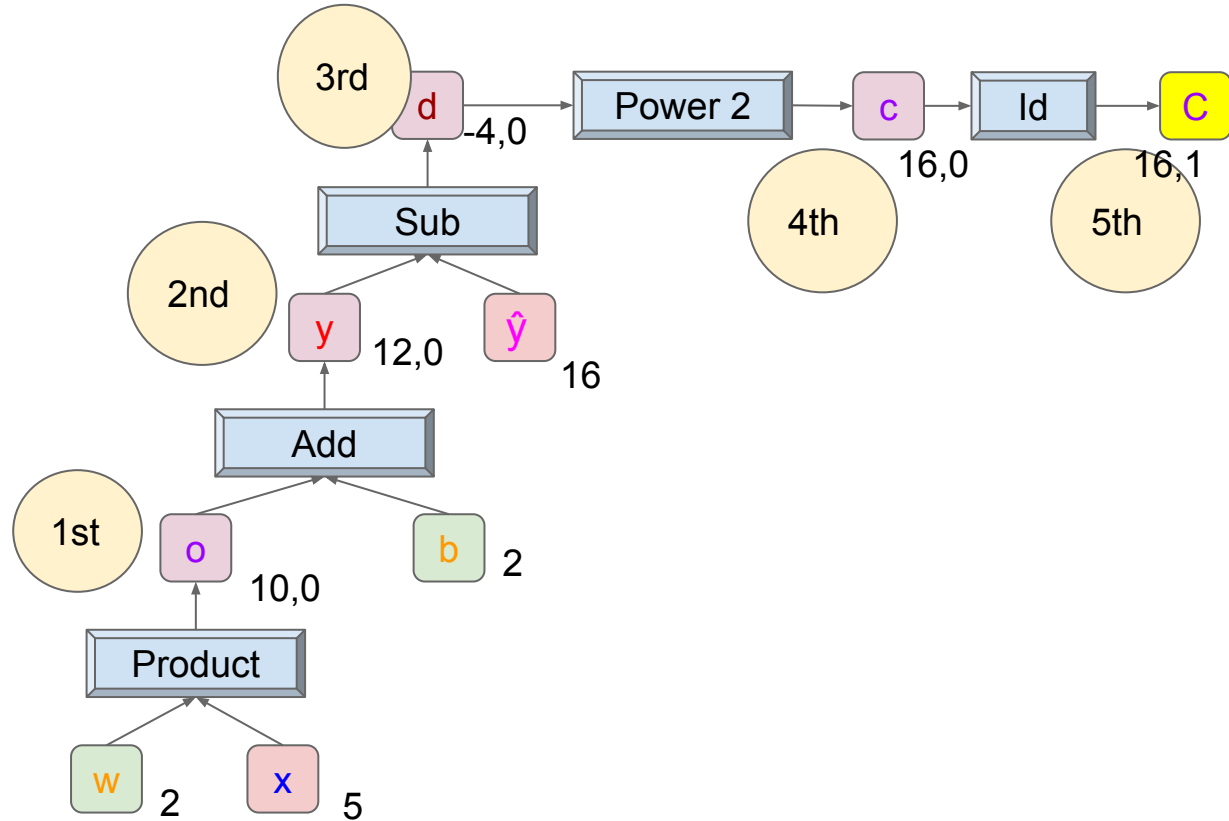 3rd
d
-4,0
Power 2
c
16,0
Id
C
16,1
Sub
4th
5th
2nd
y
12,0
ŷ
16
Add
1st
o
10,0
b
2
Product
w
2
x
5